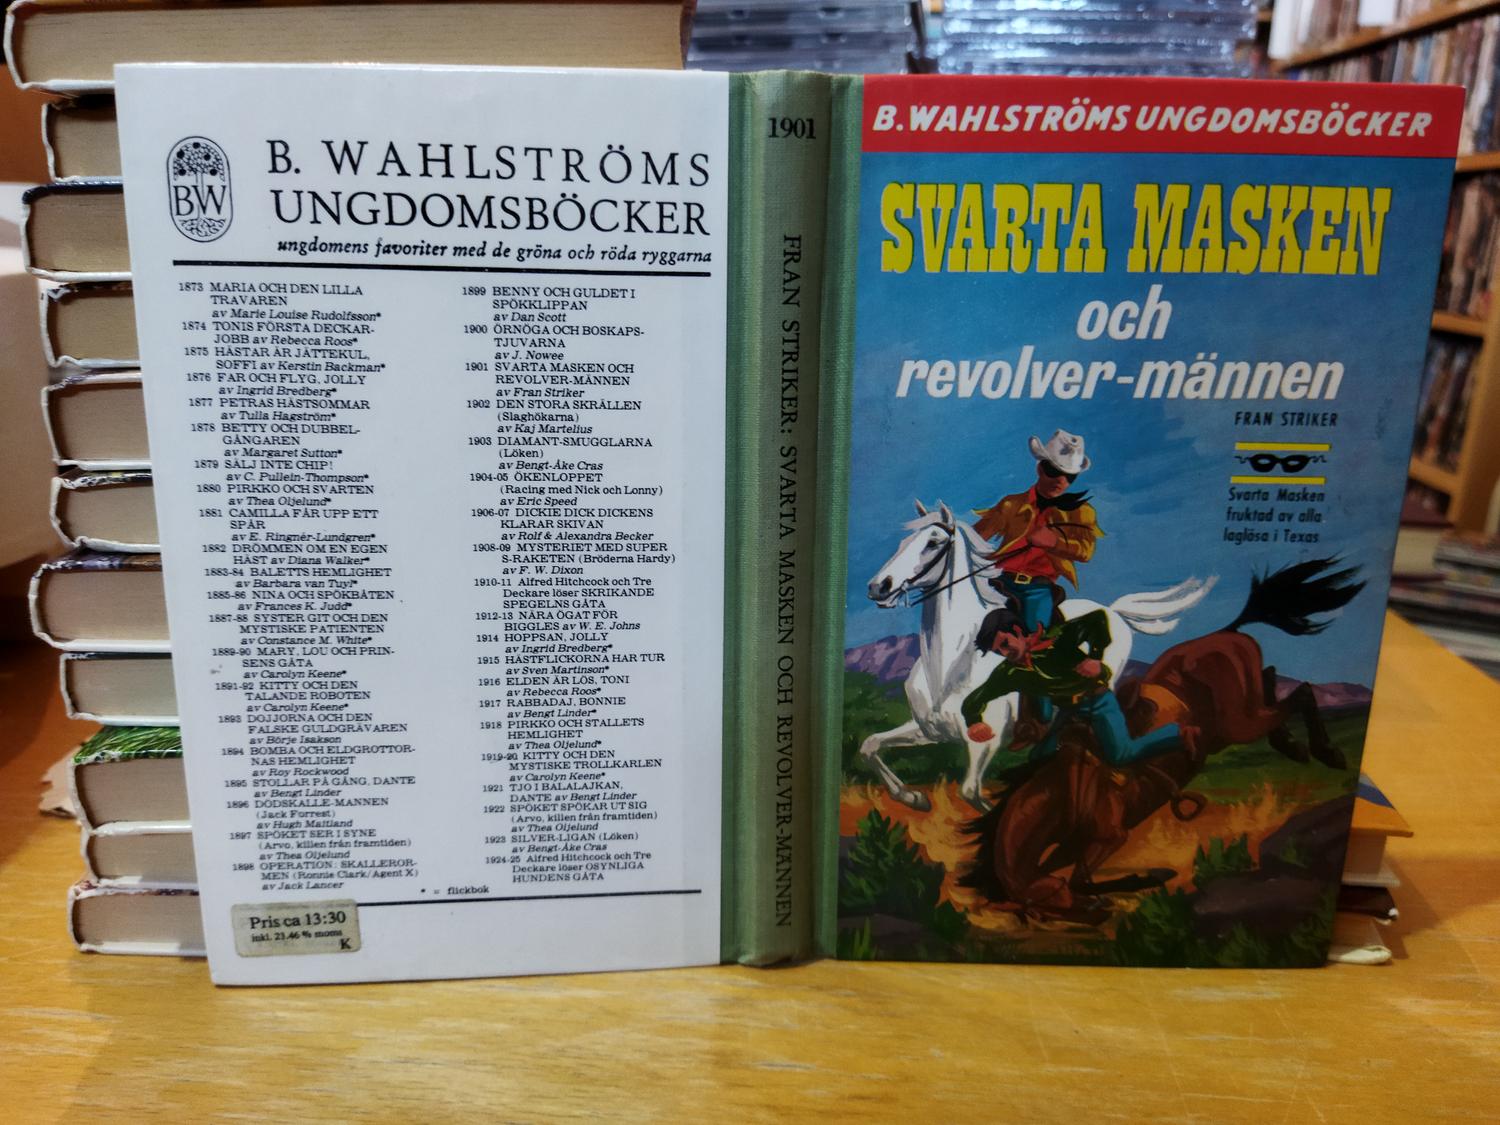 BW
B. WAHLSTRÖMS
UNGDOMSBÖCKER
ungdomens favoriter med de gröna och röda ryggarna
1873 MARIA OCH DEN LILLA
TRAVAREN
av Marie Louise Rudolfsson*
1874 TONIS FÖRSTA DECKAR-
JOBB av Rebecca Roos*
1875 HÄSTAR ÄR JÄTTEKUL,
SOFFI av Kerstin Backman*
1876 FAR OCH FLYG, JOLLY
av Ingrid Bredberg*
1877 PETRAS HÄSTSOMMAR
av Tulla Hagström*
1878 BETTY OCH DUBBEL-
GÅNGAREN
av Margaret Sutton*
1879 SÄLJ INTE CHIP!
av C. Pullein-Thompson*
1880 PIRKKO OCH SVARTEN
av Thea Oljelund*
1881 CAMILLA FÅR UPP ETT
SPÅR
av E. Ringnér-Lundgren*
1882 DRÖMMEN OM EN EGEN
HÄST av Diana Walker*
1883-84 BALETTS HEMLIGHET
av Barbara van Tuyl*
1885-86 NINA OCH SPÖKBÅTEN
av Frances K. Judd*
1887-88 SYSTER GIT OCH DEN
MYSTISKE PATIENTEN
av Constance M. White*
1889-90 MARY, LOU OCH PRIN-
SENS GÅTA
av Carolyn Keene*
1891-92 KITTY OCH DEN
TALANDE ROBOTEN
av Carolyn Keene*
1893 DOJJORNA OCH DEN
FALSKE GULDGRÄVAREN
av Börje Isakson
1894 BOMBA OCH ELDGROTTOR-
NAS HEMLIGHET
av Roy Rockwood
1895 STOLLAR PÅ GÅNG, DANTE
av Bengt Linder
1896 DÖDSKALLE-MANNEN
(Jack Forrest)
av Hugh Maitland
1897 SPÖKET SER I SYNE
(Arvo, killen från framtiden)
av Thea Oljelund
1898 OPERATION: SKALLEROR-
MEN (Ronnie Clark/Agent X)
av Jack Lancer
1899 BENNY OCH GULDET I
SPÖKKLIPPAN
av Dan Scott
1900 ÖRNÖGA OCH BOSKAPS-
TJUVARNA
av J. Nowee
1901 SVARTA MASKEN OCH
REVOLVER-MÄNNEN
av Fran Striker
1902 DEN STORA SKRÄLLEN
(Slaghökarna)
av Kaj Martelius
1903 DIAMANT-SMUGGLARNA
(Löken)
av Bengt-Åke Cras
1904-05 ÖKENLOPPET
(Racing med Nick och Lonny)
av Eric Speed
1906-07 DICKIE DICK DICKENS
KLARAR SKIVAN
av Rolf & Alexandra Becker
1908-09 MYSTERIET MED SUPER
S-RAKETEN (Bröderna Hardy)
av F. W. Dixon
1910-11 Alfred Hitchcock och Tre
Deckare löser SKRIKANDE
SPEGELNS GÅTA
1912-13 NÄRA ÖGAT FÖR
BIGGLES av W. E. Johns
1914 HOPPSAN, JOLLY
av Ingrid Bredberg*
1915 HÄSTFLICKORNA HAR TUR
av Sven Martinson*
1916 ELDEN ÄR LÖS, TONI
av Rebecca Roos*
1917 RABBADAJ, BONNIE
av Bengt Linder*
1918 PIRKKO OCH STALLETS
HEMLIGHET
av Thea Oljelund*
1919-20 KITTY OCH DEN
MYSTISKE TROLLKARLEN
av Carolyn Keene*
1921 TJO I BALALAJKAN,
DANTE av Bengt Linder
1922 SPÖKET SPÖKAR UT SIG
(Arvo, killen från framtiden)
av Thea Oljelund
1923 SILVER-LIGAN (Löken)
av Bengt-Åke Cras
1924-25 Alfred Hitchcock och Tre
Deckare löser OSYNLIGA
HUNDENS GÅTA
* = flickbok
Pris ca 13:30
inkl. 23.46 % moms
K
1901
FRAN STRIKER: SVARTA MASKEN OCH REVOLVER-MÄNNEN
B.WAHLSTRÖMS UNGDOMSBÖCKER
SVARTA MASKEN
och
revolver-männen
FRAN STRIKER
Svarta Masken
fruktad av alla
laglösa i Texas